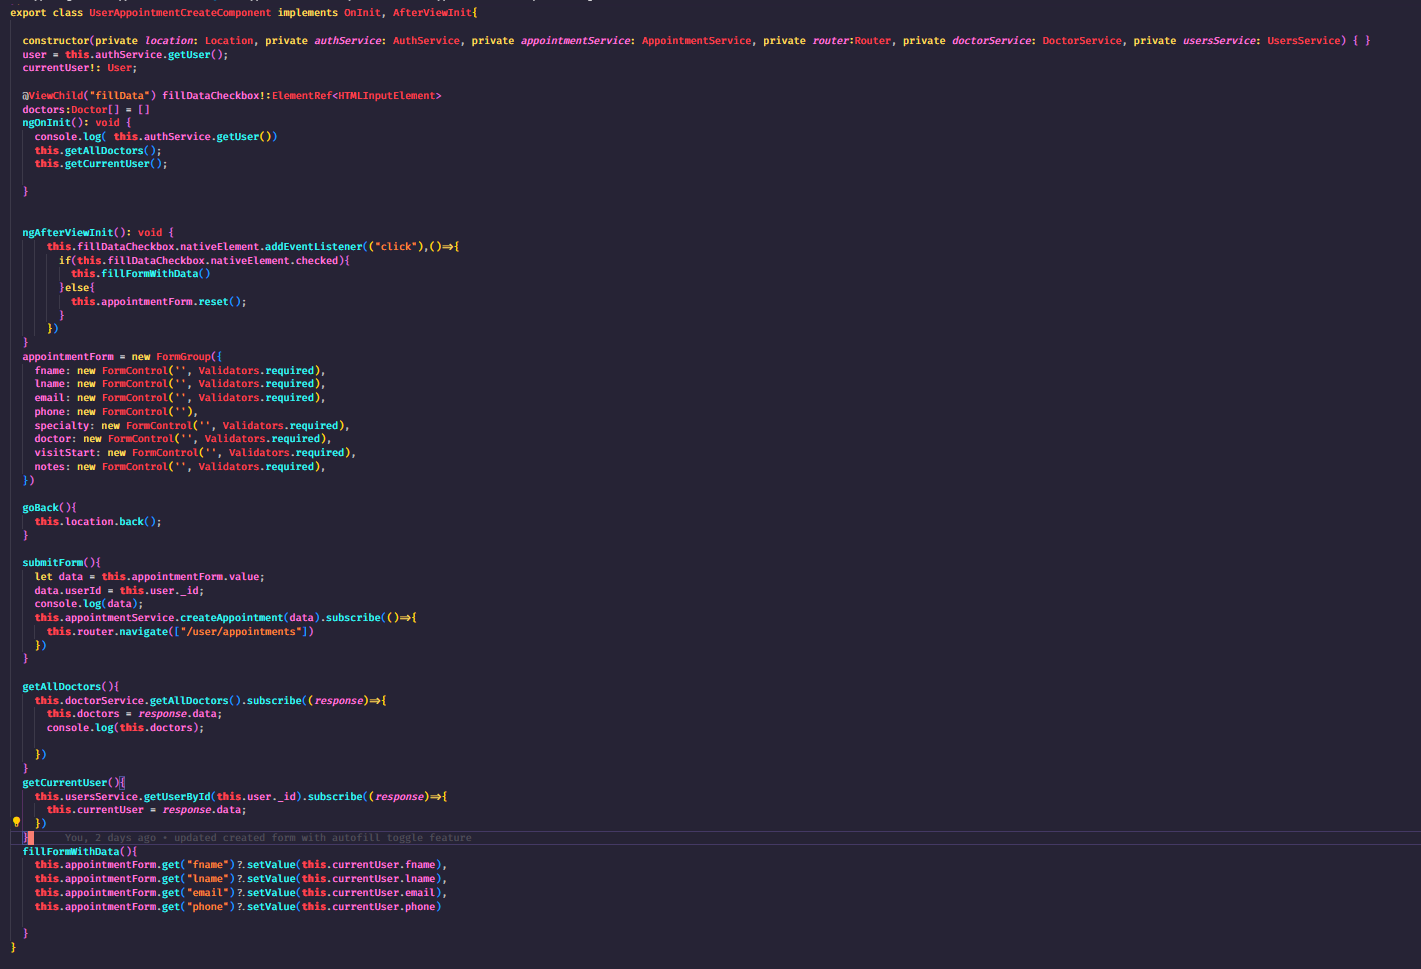 export class UserAppointmentCreateComponent implements OnInit, AfterViewInit{
constructor(private location: Location, private authService: AuthService, private appointmentService: AppointmentService, private router:Router, private doctorService: DoctorService, private usersService: UsersService) { }
user = this.authService.getUser();
currentUser!: User;
@ViewChild("fillData") fillDataCheckbox!:ElementRef<HTMLInputElement>
doctors:Doctor[] = []
ngOnInit(): void {
console.log( this.authService.getUser())
this.getAllDoctors();
this.getCurrentUser();
}
ngAfterViewInit(): void {
this.fillDataCheckbox.nativeElement.addEventListener(("click"),()=>{
if(this.fillDataCheckbox.nativeElement.checked){
this.fillFormWithData()
}else{
this.appointmentForm.reset();
}
})
}
appointmentForm = new FormGroup({
fname: new FormControl('', Validators.required),
lname: new FormControl('', Validators.required),
email: new FormControl('', Validators.required),
phone: new FormControl(''),
specialty: new FormControl('', Validators.required),
doctor: new FormControl('', Validators.required),
visitStart: new FormControl('', Validators.required),
notes: new FormControl('', Validators.required),
})
goBack(){
this.location.back();
}
submitForm(){
let data = this.appointmentForm.value;
data.userId = this.user._id;
console.log(data);
this.appointmentService.createAppointment(data).subscribe(()=>{
this.router.navigate(["/user/appointments"])
})
}
getAllDoctors(){
this.doctorService.getAllDoctors().subscribe((response)=>{
this.doctors = response.data;
console.log(this.doctors);
})
}
getCurrentUser(){
this.usersService.getUserById(this.user._id).subscribe((response)=>{
this.currentUser = response.data;
})
} You, 2 days ago • updated created form with autofill toggle feature
fillFormWithData(){
this.appointmentForm.get("fname")?.setValue(this.currentUser.fname),
this.appointmentForm.get("lname")?.setValue(this.currentUser.lname),
this.appointmentForm.get("email")?.setValue(this.currentUser.email),
this.appointmentForm.get("phone")?.setValue(this.currentUser.phone)
}
}